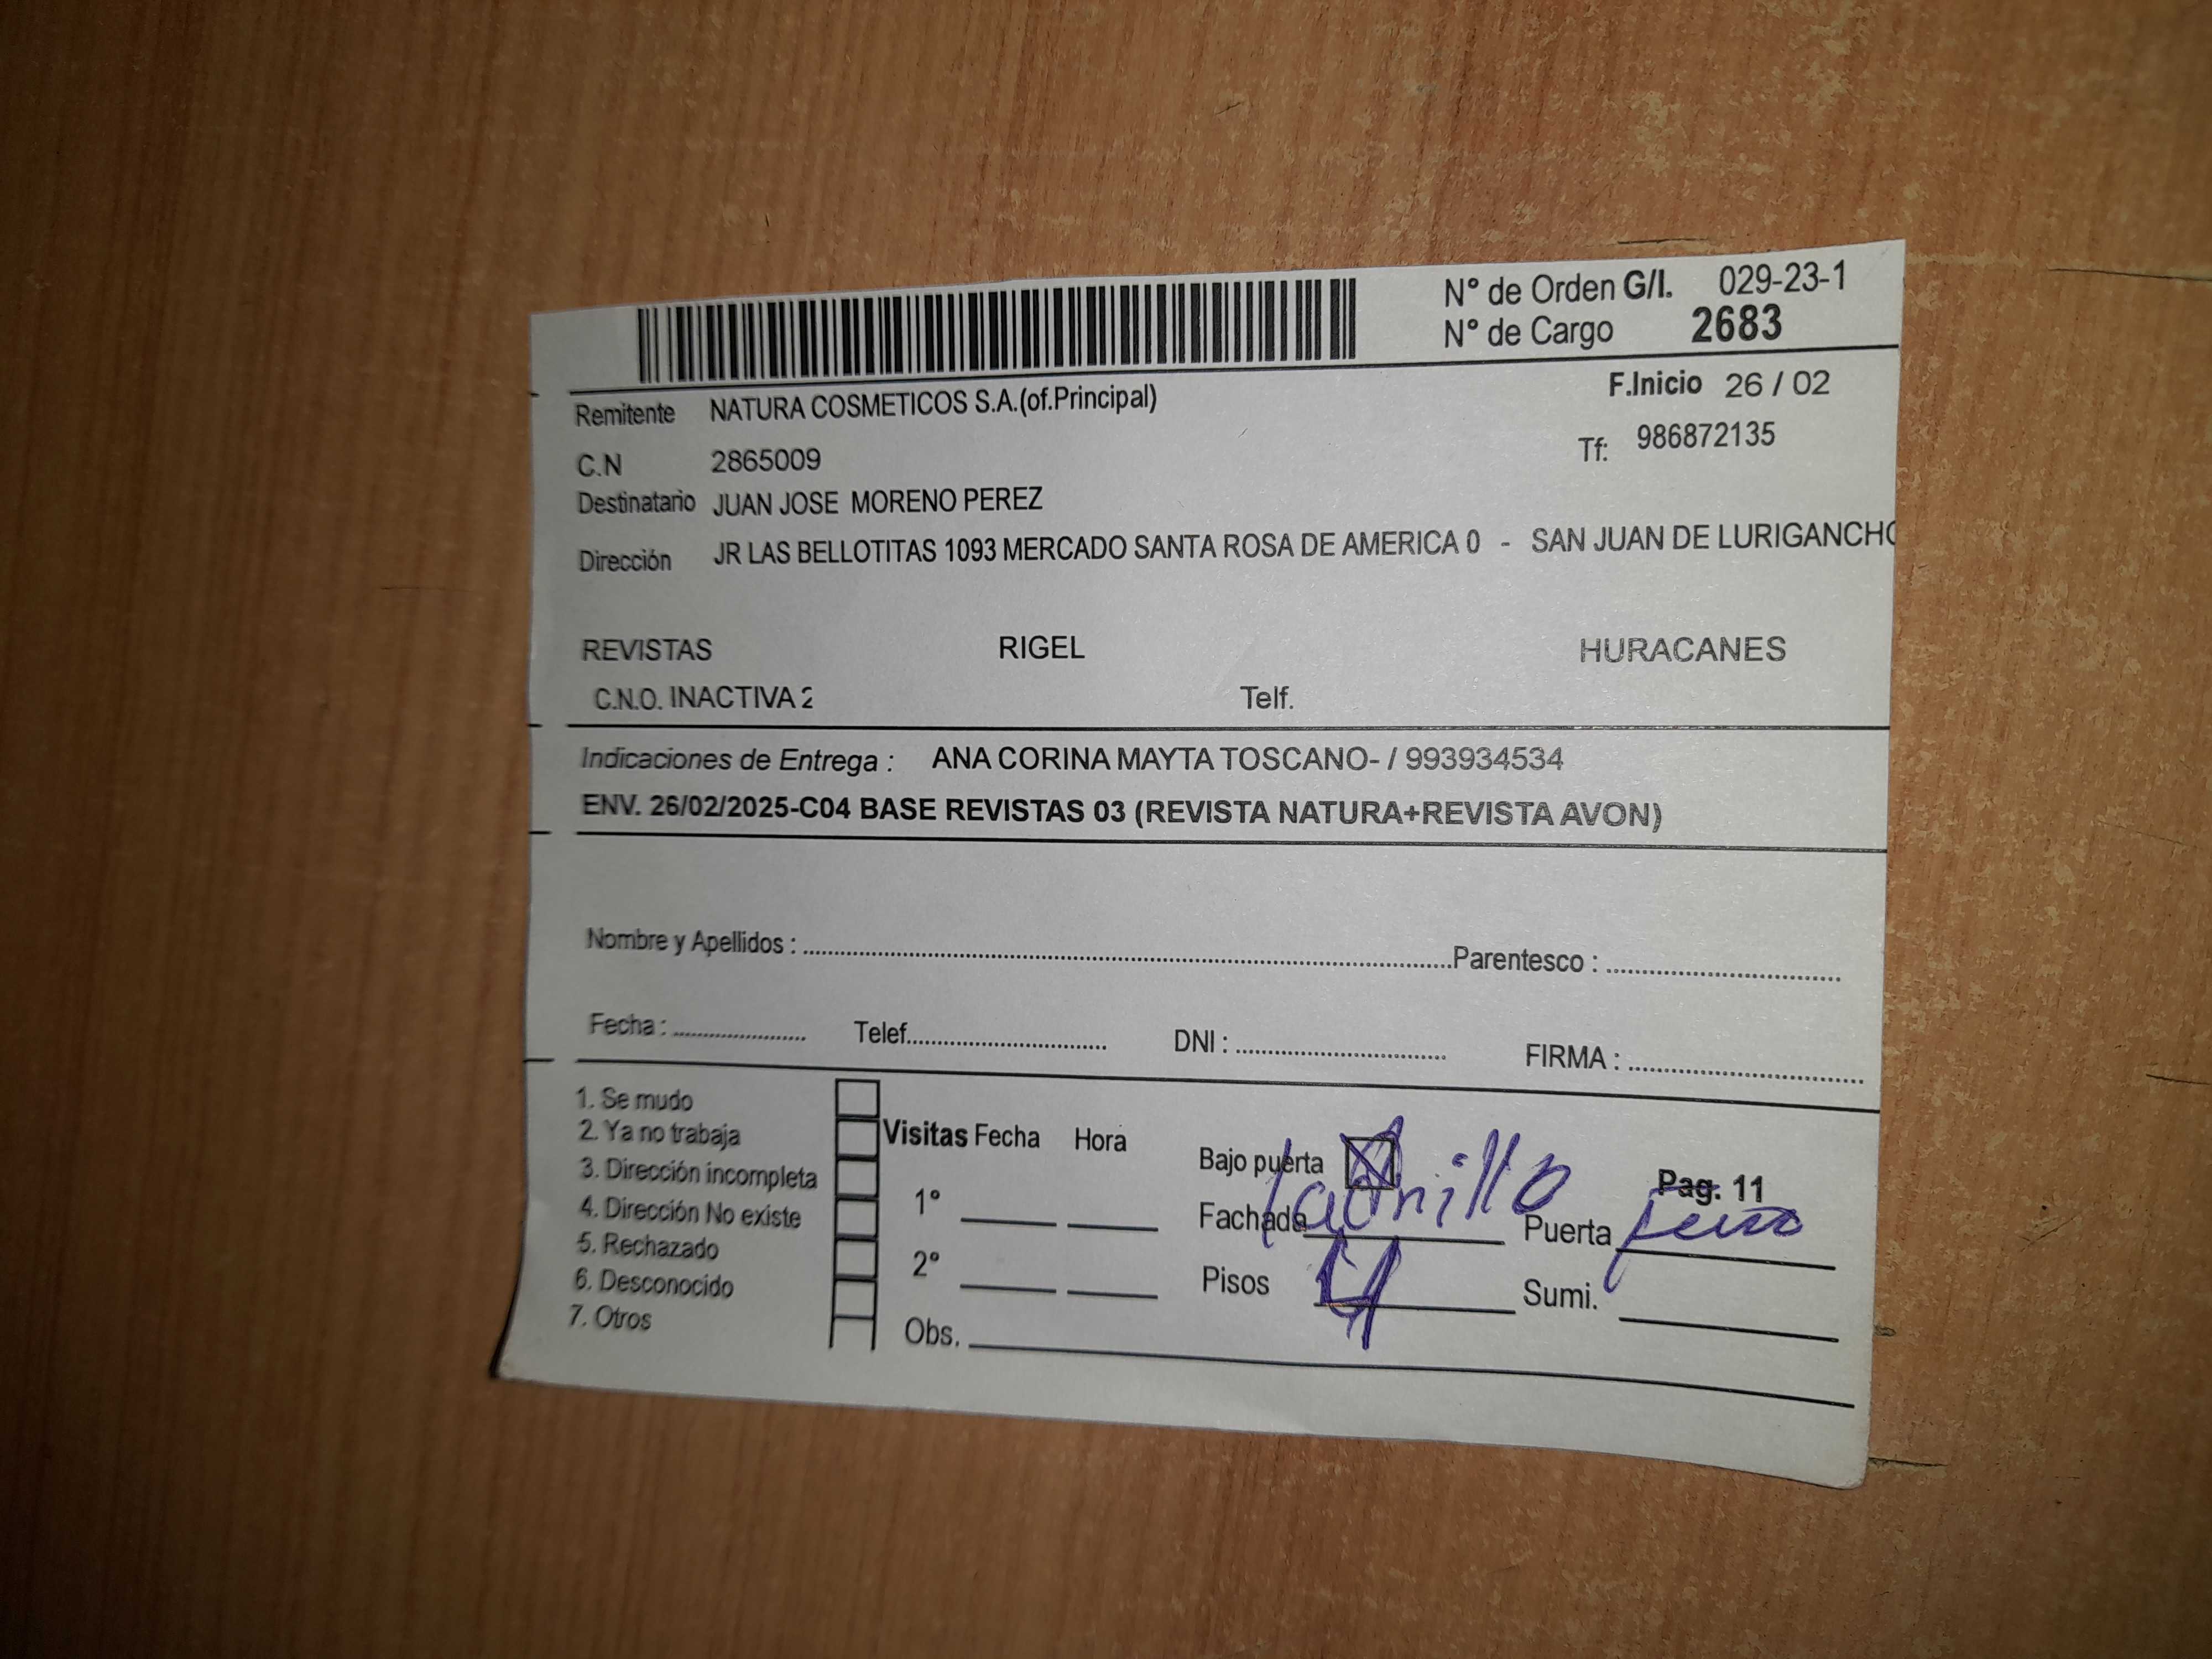 N° de Orden G/I. 029-23-1
N° de Cargo 2683
F.Inicio 26 / 02
Remitente NATURA COSMETICOS S.A.(of.Principal)
Tf: 986872135
C.N 2865009
Destinatario JUAN JOSE MORENO PEREZ
Dirección JR LAS BELLOTITAS 1093 MERCADO SANTA ROSA DE AMERICA 0 - SAN JUAN DE LURIGANCHO
REVISTAS RIGEL HURACANES
C.N.O. INACTIVA 2 Telf.
Indicaciones de Entrega : ANA CORINA MAYTA TOSCANO- / 993934534
ENV. 26/02/2025-C04 BASE REVISTAS 03 (REVISTA NATURA+REVISTA AVON)
Nombre y Apellidos : Parentesco :
Fecha : Telef. DNI : FIRMA :
1. Se mudo
2. Ya no trabaja
3. Dirección incompleta
4. Dirección No existe
5. Rechazado
6. Desconocido
7. Otros
Visitas Fecha Hora
1°
2°
Obs.
Bajo puerta Pag. 11
Fachada ladrillo Puerta fierro
Pisos 4 Sumi.